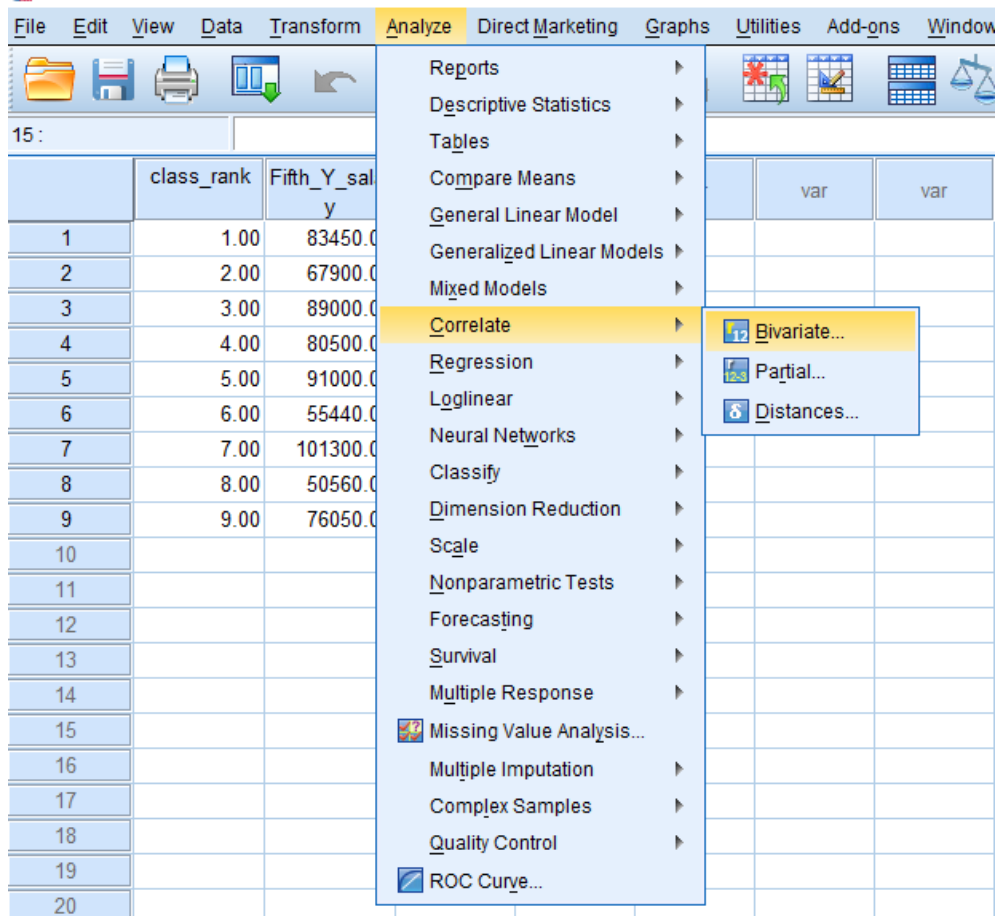 File Edit View Data Transform Analyze Direct Marketing Graphs Utilities Add-ons Window
15 :
class_rank Fifth_Y_sal
y
var var
1 1.00 83450.0
2 2.00 67900.0
3 3.00 89000.0
4 4.00 80500.0
5 5.00 91000.0
6 6.00 55440.0
7 7.00 101300.0
8 8.00 50560.0
9 9.00 76050.0
10
11
12
13
14
15
16
17
18
19
20
Reports
Descriptive Statistics
Tables
Compare Means
General Linear Model
Generalized Linear Models
Mixed Models
Correlate
Regression
Loglinear
Neural Networks
Classify
Dimension Reduction
Scale
Nonparametric Tests
Forecasting
Survival
Multiple Response
Missing Value Analysis...
Multiple Imputation
Complex Samples
Quality Control
ROC Curve...
12 Bivariate...
12-3 Partial...
δ Distances...